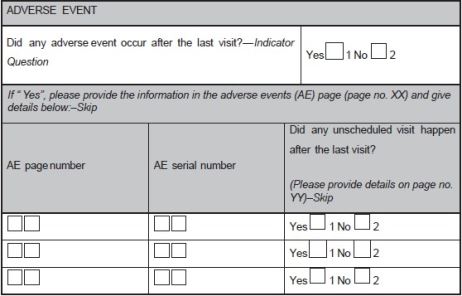 ADVERSE EVENT
Did any adverse event occur after the last visit?—Indicator
Question
Yes 1 No 2
If “ Yes”, please provide the information in the adverse events (AE) page (page no. XX) and give
details below:–Skip
AE page number
AE serial number
Did any unscheduled visit happen
after the last visit?
(Please provide details on page no.
YY)–Skip
Yes 1 No 2
Yes 1 No 2
Yes 1 No 2